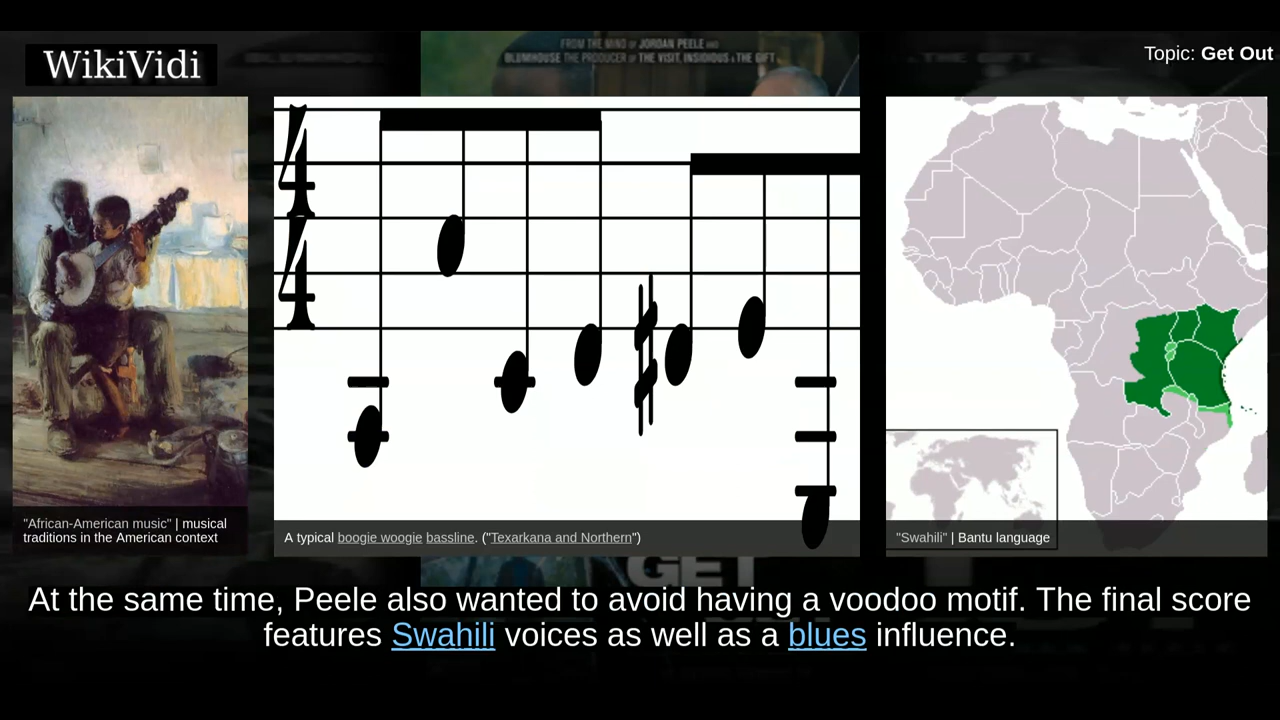 FROM THE MIND OF JORDAN PEELE AND
BLUMHOUSE THE PRODUCER OF THE VISIT, INSIDIOUS & THE GIFT
WikiVidi
Topic: Get Out
4
4
"African-American music" | musical
traditions in the American context
A typical boogie woogie bassline. ("Texarkana and Northern")
"Swahili" | Bantu language
GET
At the same time, Peele also wanted to avoid having a voodoo motif. The final score
features Swahili voices as well as a blues influence.